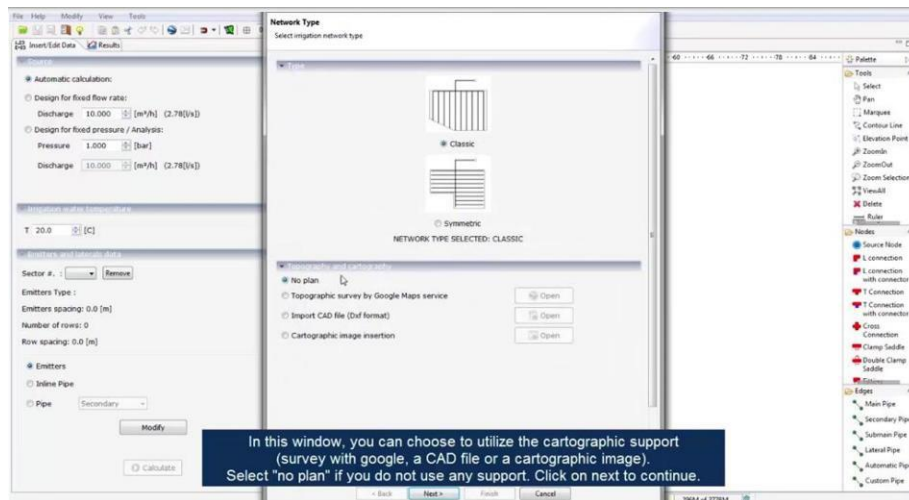 File Help Modify View Tools
Insert/Edit Data Results
Source
Automatic calculation:
Design for fixed flow rate:
Discharge 10.000 [m³/h] (2.78[l/s])
Design for fixed pressure / Analysis:
Pressure 1.000 [bar]
Discharge 10.000 [m³/h] (2.78[l/s])
Irrigation water temperature
T 20.0 [C]
Emitters and laterals data
Sector #. : Remove
Emitters Type :
Emitters spacing: 0.0 [m]
Number of rows: 0
Row spacing: 0.0 [m]
Emitters
Inline Pipe
Pipe Secondary
Modify
Calculate
Network Type
Select irrigation network type
Type
Classic
Symmetric
NETWORK TYPE SELECTED: CLASSIC
Topography and cartography
No plan
Topographic survey by Google Maps service Open
Import CAD file (Dxf format) Open
Cartographic image insertion Open
In this window, you can choose to utilize the cartographic support
(survey with google, a CAD file or a cartographic image).
Select "no plan" if you do not use any support. Click on next to continue.
< Back Next > Finish Cancel
60 66 72 78 84
Palette
Tools
Select
Pan
Marquee
Contour Line
Elevation Point
ZoomIn
ZoomOut
Zoom Selection
ViewAll
Delete
Ruler
Nodes
Source Node
L connection
L connection
with connector
T Connection
T Connection
with connector
Cross
Connection
Clamp Saddle
Double Clamp
Saddle
Edges
Main Pipe
Secondary Pipe
Submain Pipe
Lateral Pipe
Automatic Pip
Custom Pipe